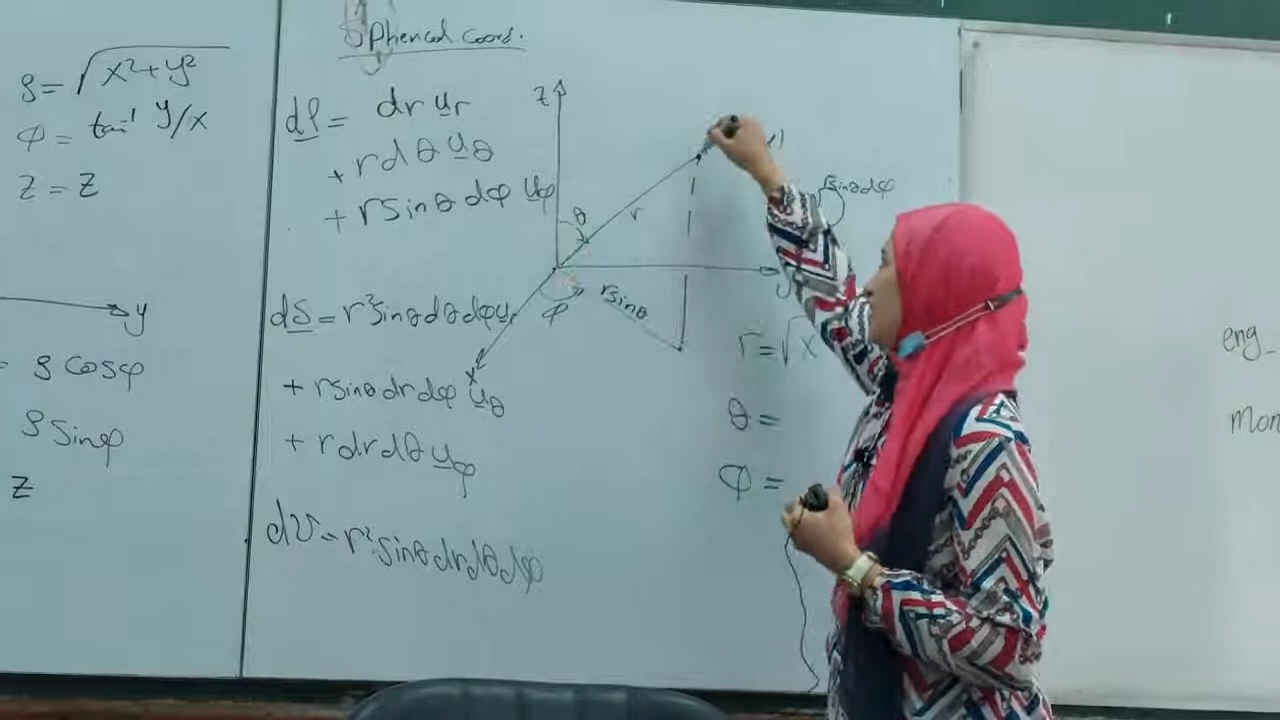 ρ = √x²+y²
φ = tan⁻¹ y/x
z = z
y
ρ cosφ
ρ sinφ
z
Spherical Coord.
dl = dr u_r
+ r dθ u_θ
+ r sinθ dφ u_φ
dS = r² sinθ dθ dφ u_r
+ r sinθ dr dφ u_θ
+ r dr dθ u_φ
dv = r² sinθ dr dθ dφ
z
θ
r
φ
r sinθ
x
r sinθ dφ
r = √x
θ =
φ =
eng_
Mon